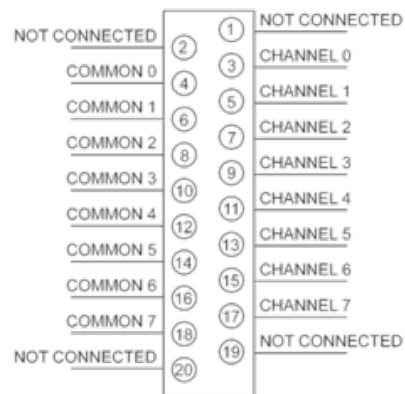 NOT CONNECTED 1
NOT CONNECTED 2
3 CHANNEL 0
COMMON 0 4
5 CHANNEL 1
COMMON 1 6
7 CHANNEL 2
COMMON 2 8
9 CHANNEL 3
COMMON 3 10
11 CHANNEL 4
COMMON 4 12
13 CHANNEL 5
COMMON 5 14
15 CHANNEL 6
COMMON 6 16
17 CHANNEL 7
COMMON 7 18
19 NOT CONNECTED
NOT CONNECTED 20